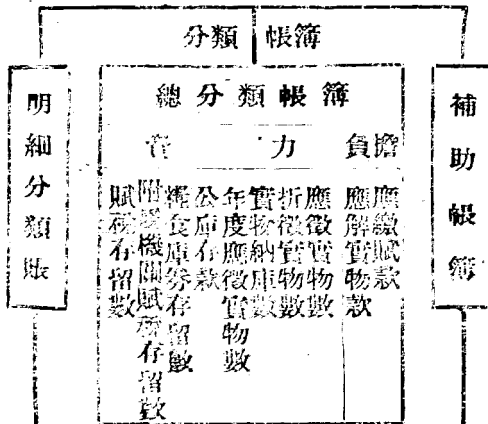 分類帳簿
補助帳簿
總分類帳簿
負擔
力
應繳賦款
應解實物款
應徵實物數
折徵實物數
實物納庫數
年度應徵實物數
公庫存款
糧食庫券存留數
附屬機關賦稅存留數
賦稅存留數
明細分類賬